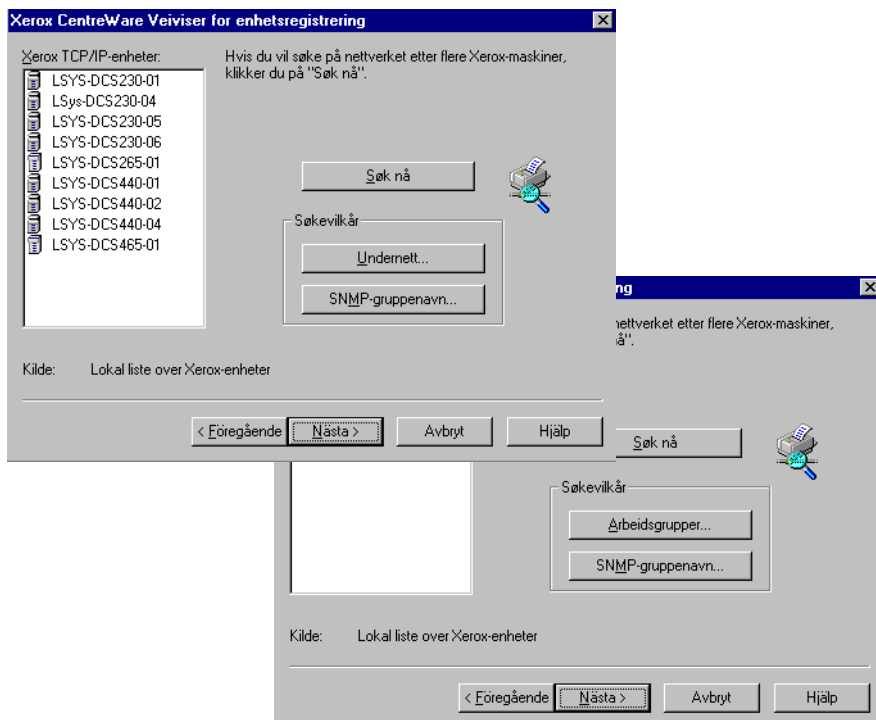 Xerox CentreWare Veiviser for enhetsregistrering
Xerox TCP/IP-enheter:
LSYS-DCS230-01
LSys-DCS230-04
LSYS-DCS230-05
LSYS-DCS230-06
LSYS-DCS265-01
LSYS-DCS440-01
LSYS-DCS440-02
LSYS-DCS440-04
LSYS-DCS465-01
Hvis du vil søke på nettverket etter flere Xerox-maskiner,
klikker du på "Søk nå".
Søk nå
Søkevilkår
Undernett...
SNMP-gruppenavn...
Kilde: Lokal liste over Xerox-enheter
< Föregående Nästa > Avbryt Hjälp
ng
nettverket etter flere Xerox-maskiner,
å".
Søk nå
Søkevilkår
Arbeidsgrupper...
SNMP-gruppenavn...
Kilde: Lokal liste over Xerox-enheter
< Föregående Nästa > Avbryt Hjälp